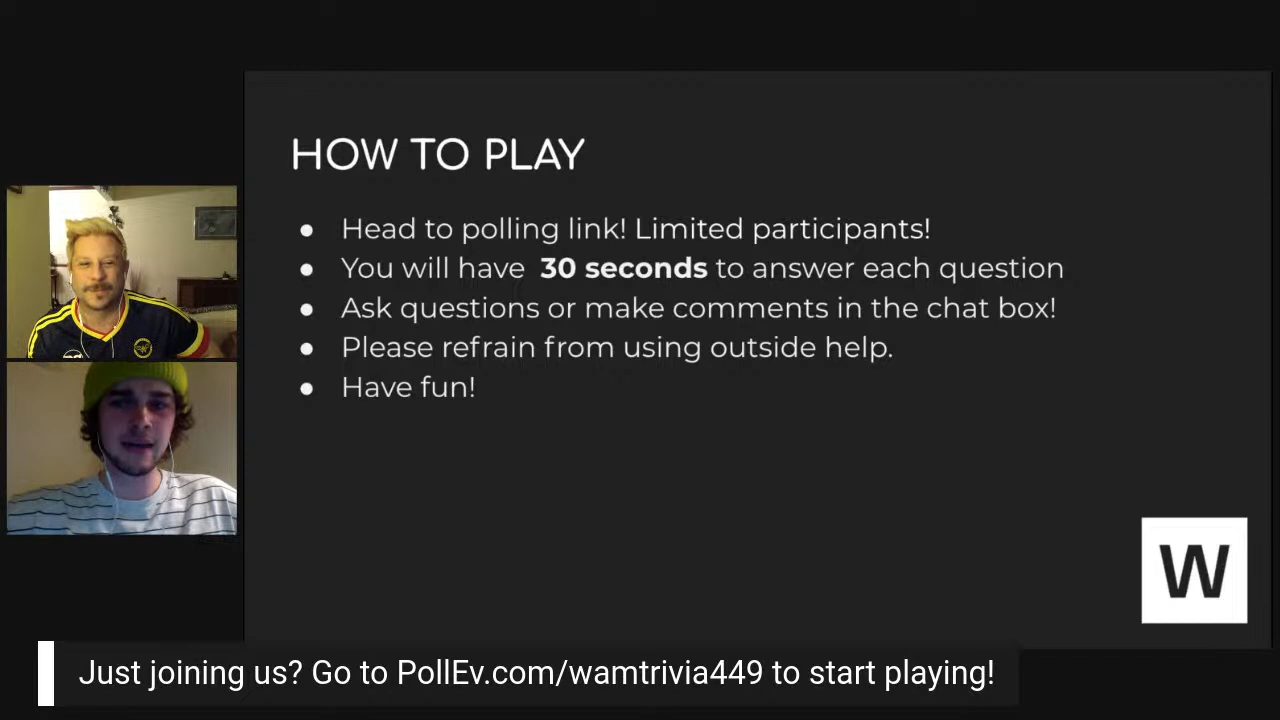 HOW TO PLAY
● Head to polling link! Limited participants!
● You will have 30 seconds to answer each question
● Ask questions or make comments in the chat box!
● Please refrain from using outside help.
● Have fun!
W
Just joining us? Go to PollEv.com/wamtrivia449 to start playing!